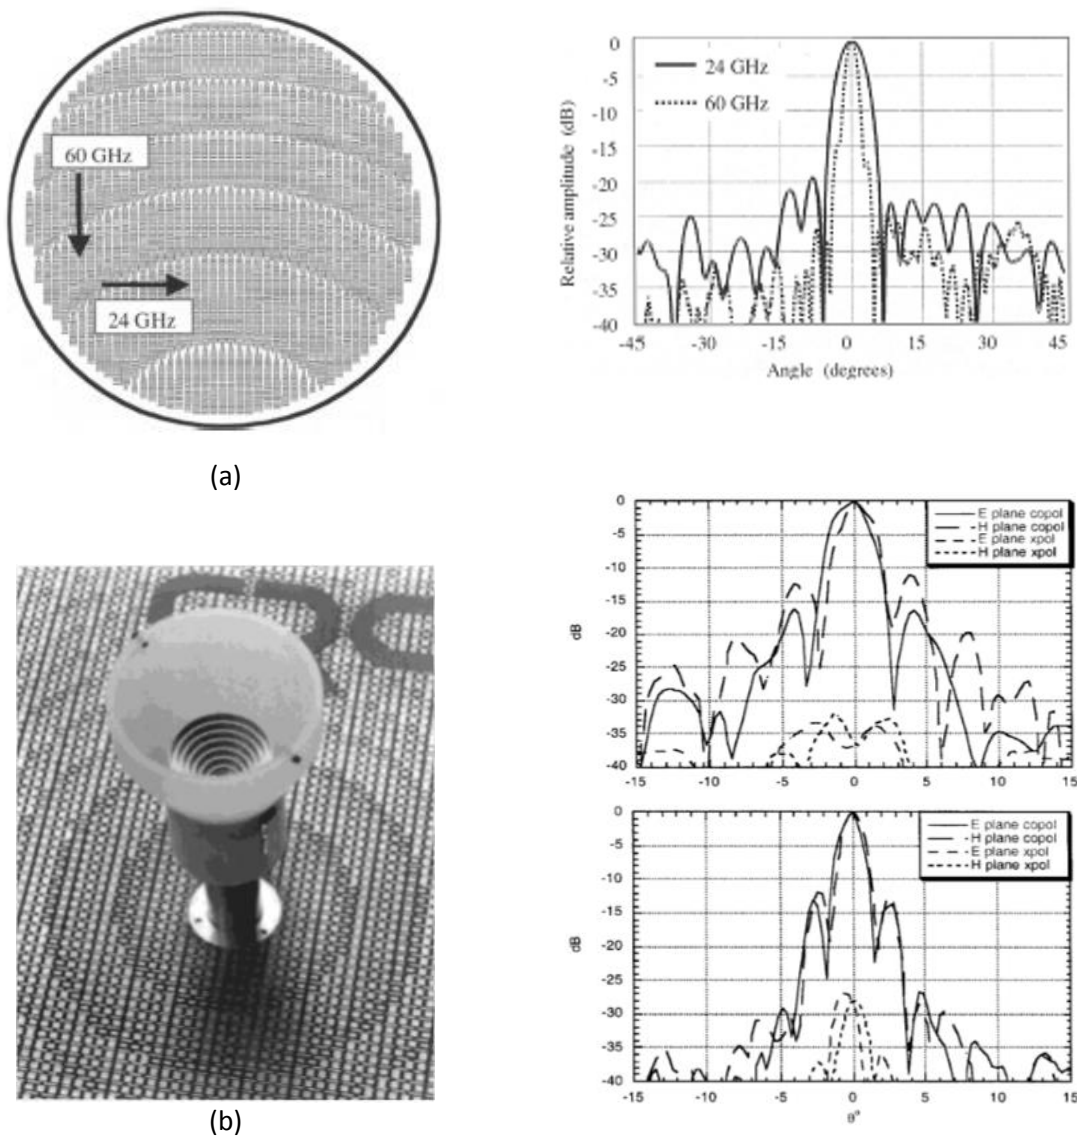 60 GHz
24 GHz
(a)
0
-5
-10
-15
-20
-25
-30
-35
-40
24 GHz
60 GHz
Relative amplitude (dB)
-45
-30
-15
0
15
30
45
Angle (degrees)
(b)
0
-5
-10
-15
-20
-25
-30
-35
-40
dB
E plane copol
H plane copol
E plane xpol
H plane xpol
-15
-10
-5
0
5
10
15
0
-5
-10
-15
-20
-25
-30
-35
-40
dB
E plane copol
H plane copol
E plane xpol
H plane xpol
-15
-10
-5
0
5
10
15
θ°